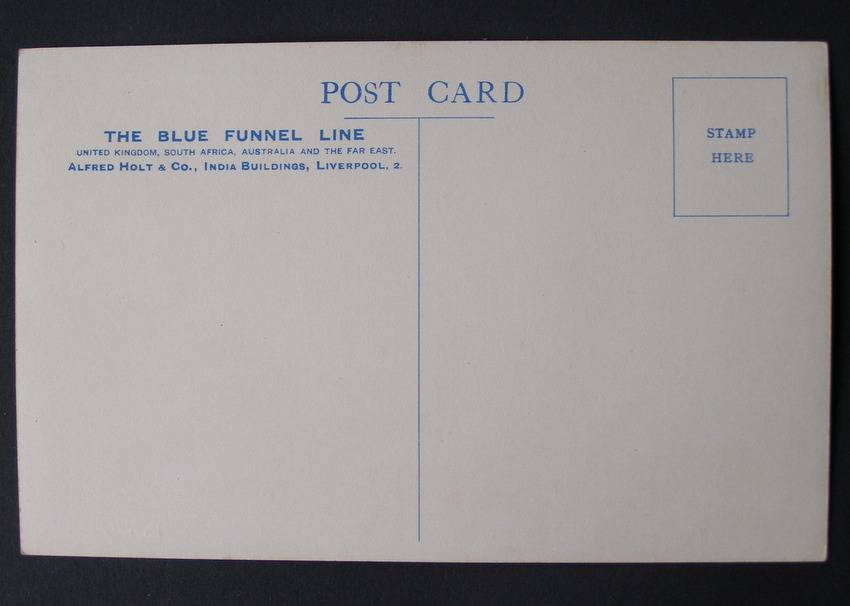 POST CARD
THE BLUE FUNNEL LINE
UNITED KINGDOM, SOUTH AFRICA, AUSTRALIA AND THE FAR EAST.
ALFRED HOLT & CO., INDIA BUILDINGS, LIVERPOOL, 2.
STAMP
HERE